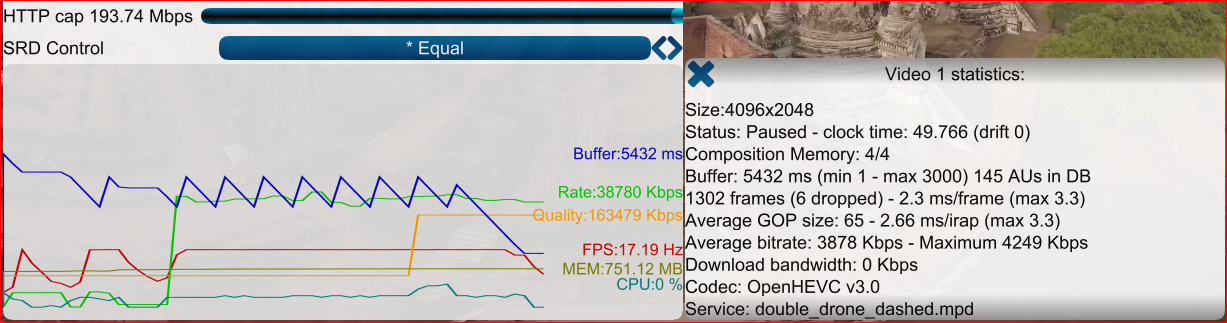 HTTP cap 193.74 Mbps
SRD Control
* Equal
Buffer:5432 ms
Rate:38780 Kbps
Quality:163479 Kbps
FPS:17.19 Hz
MEM:751.12 MB
CPU:0 %
Video 1 statistics:
Size:4096x2048
Status: Paused - clock time: 49.766 (drift 0)
Composition Memory: 4/4
Buffer: 5432 ms (min 1 - max 3000) 145 AUs in DB
1302 frames (6 dropped) - 2.3 ms/frame (max 3.3)
Average GOP size: 65 - 2.66 ms/irap (max 3.3)
Average bitrate: 3878 Kbps - Maximum 4249 Kbps
Download bandwidth: 0 Kbps
Codec: OpenHEVC v3.0
Service: double_drone_dashed.mpd